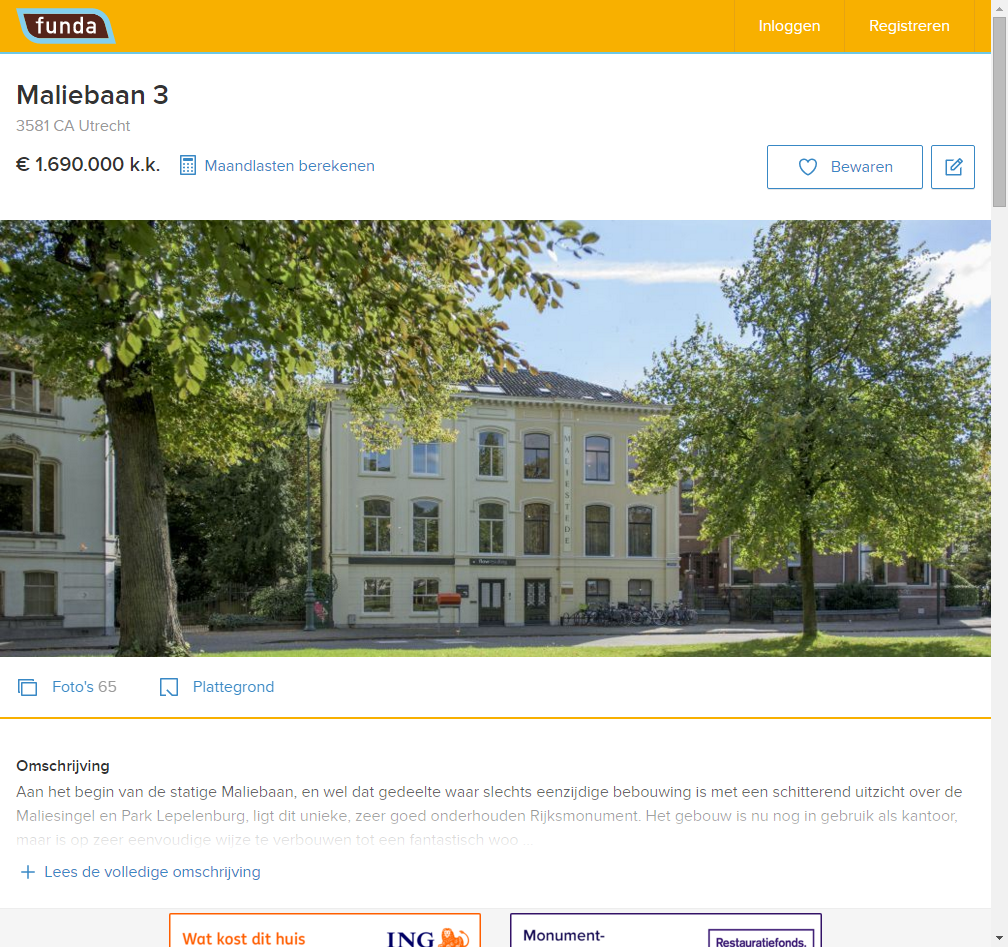 funda
Inloggen
Registreren
Maliebaan 3
3581 CA Utrecht
€ 1.690.000 k.k.
Maandlasten berekenen
Bewaren
MALIESTEDE
Foto's 65
Plattegrond
Omschrijving
Aan het begin van de statige Maliebaan, en wel dat gedeelte waar slechts eenzijdige bebouwing is met een schitterend uitzicht over de
Maliesingel en Park Lepelenburg, ligt dit unieke, zeer goed onderhouden Rijksmonument. Het gebouw is nu nog in gebruik als kantoor,
maar is op zeer eenvoudige wijze te verbouwen tot een fantastisch woo ...
Lees de volledige omschrijving
Wat kost dit huis
ING
Monument-
Restauratiefonds.